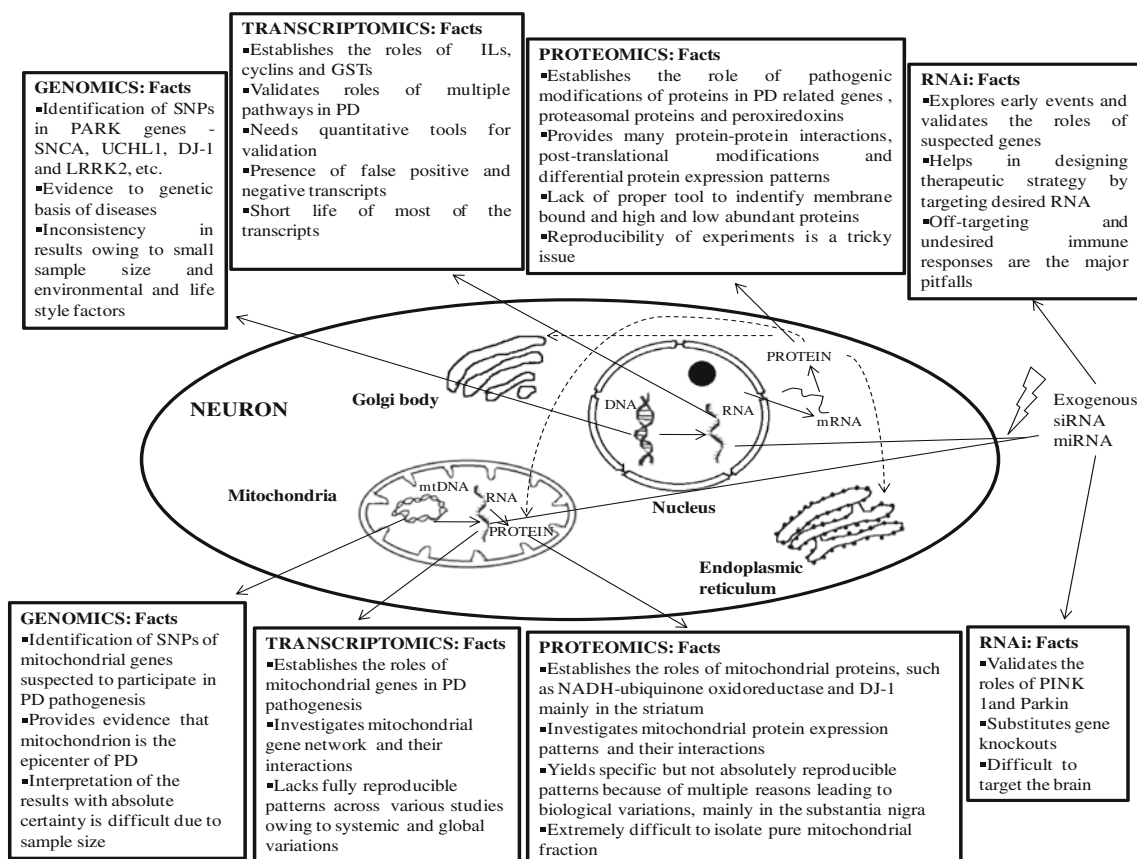 GENOMICS: Facts
▪Identification of SNPs
in PARK genes -
SNCA, UCHL1, DJ-1
and LRRK2, etc.
▪Evidence to genetic
basis of diseases
▪Inconsistency in
results owing to small
sample size and
environmental and life
style factors
TRANSCRIPTOMICS: Facts
▪Establishes the roles of ILs,
cyclins and GSTs
▪Validates roles of multiple
pathways in PD
▪Needs quantitative tools for
validation
▪Presence of false positive and
negative transcripts
▪Short life of most of the
transcripts
PROTEOMICS: Facts
▪Establishes the role of pathogenic
modifications of proteins in PD related genes ,
proteasomal proteins and peroxiredoxins
▪Provides many protein-protein interactions,
post-translational modifications and
differential protein expression patterns
▪Lack of proper tool to indentify membrane
bound and high and low abundant proteins
▪Reproducibility of experiments is a tricky
issue
RNAi: Facts
▪Explores early events and
validates the roles of
suspected genes
▪Helps in designing
therapeutic strategy by
targeting desired RNA
▪Off-targeting and
undesired immune
responses are the major
pitfalls
NEURON
Golgi body
DNA
RNA
PROTEIN
mRNA
Nucleus
Exogenous
siRNA
miRNA
Mitochondria
mtDNA
RNA
PROTEIN
Endoplasmic
reticulum
GENOMICS: Facts
▪Identification of SNPs of
mitochondrial genes
suspected to participate in
PD pathogenesis
▪Provides evidence that
mitochondrion is the
epicenter of PD
▪Interpretation of the
results with absolute
certainty is difficult due to
sample size
TRANSCRIPTOMICS: Facts
▪Establishes the roles of
mitochondrial genes in PD
pathogenesis
▪Investigates mitochondrial
gene network and their
interactions
▪Lacks fully reproducible
patterns across various studies
owing to systemic and global
variations
PROTEOMICS: Facts
▪Establishes the roles of mitochondrial proteins, such
as NADH-ubiquinone oxidoreductase and DJ-1
mainly in the striatum
▪Investigates mitochondrial protein expression
patterns and their interactions
▪Yields specific but not absolutely reproducible
patterns because of multiple reasons leading to
biological variations, mainly in the substantia nigra
▪Extremely difficult to isolate pure mitochondrial
fraction
RNAi: Facts
▪Validates the
roles of PINK
1and Parkin
▪Substitutes gene
knockouts
▪Difficult to
target the brain